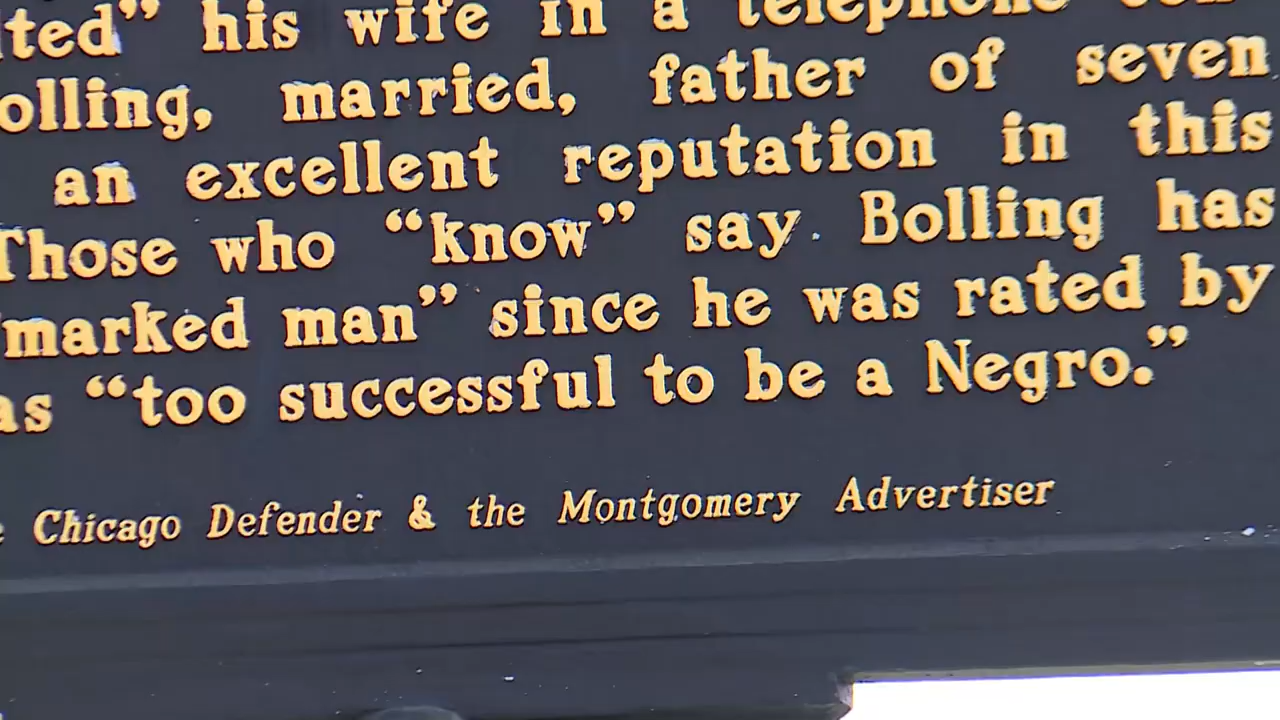 his wife in a telephone
olling, married, father of seven
an excellent reputation in this
Those who “know” say. Bolling has
“marked man” since he was rated by
as “too successful to be a Negro.”
Chicago Defender & the Montgomery Advertiser